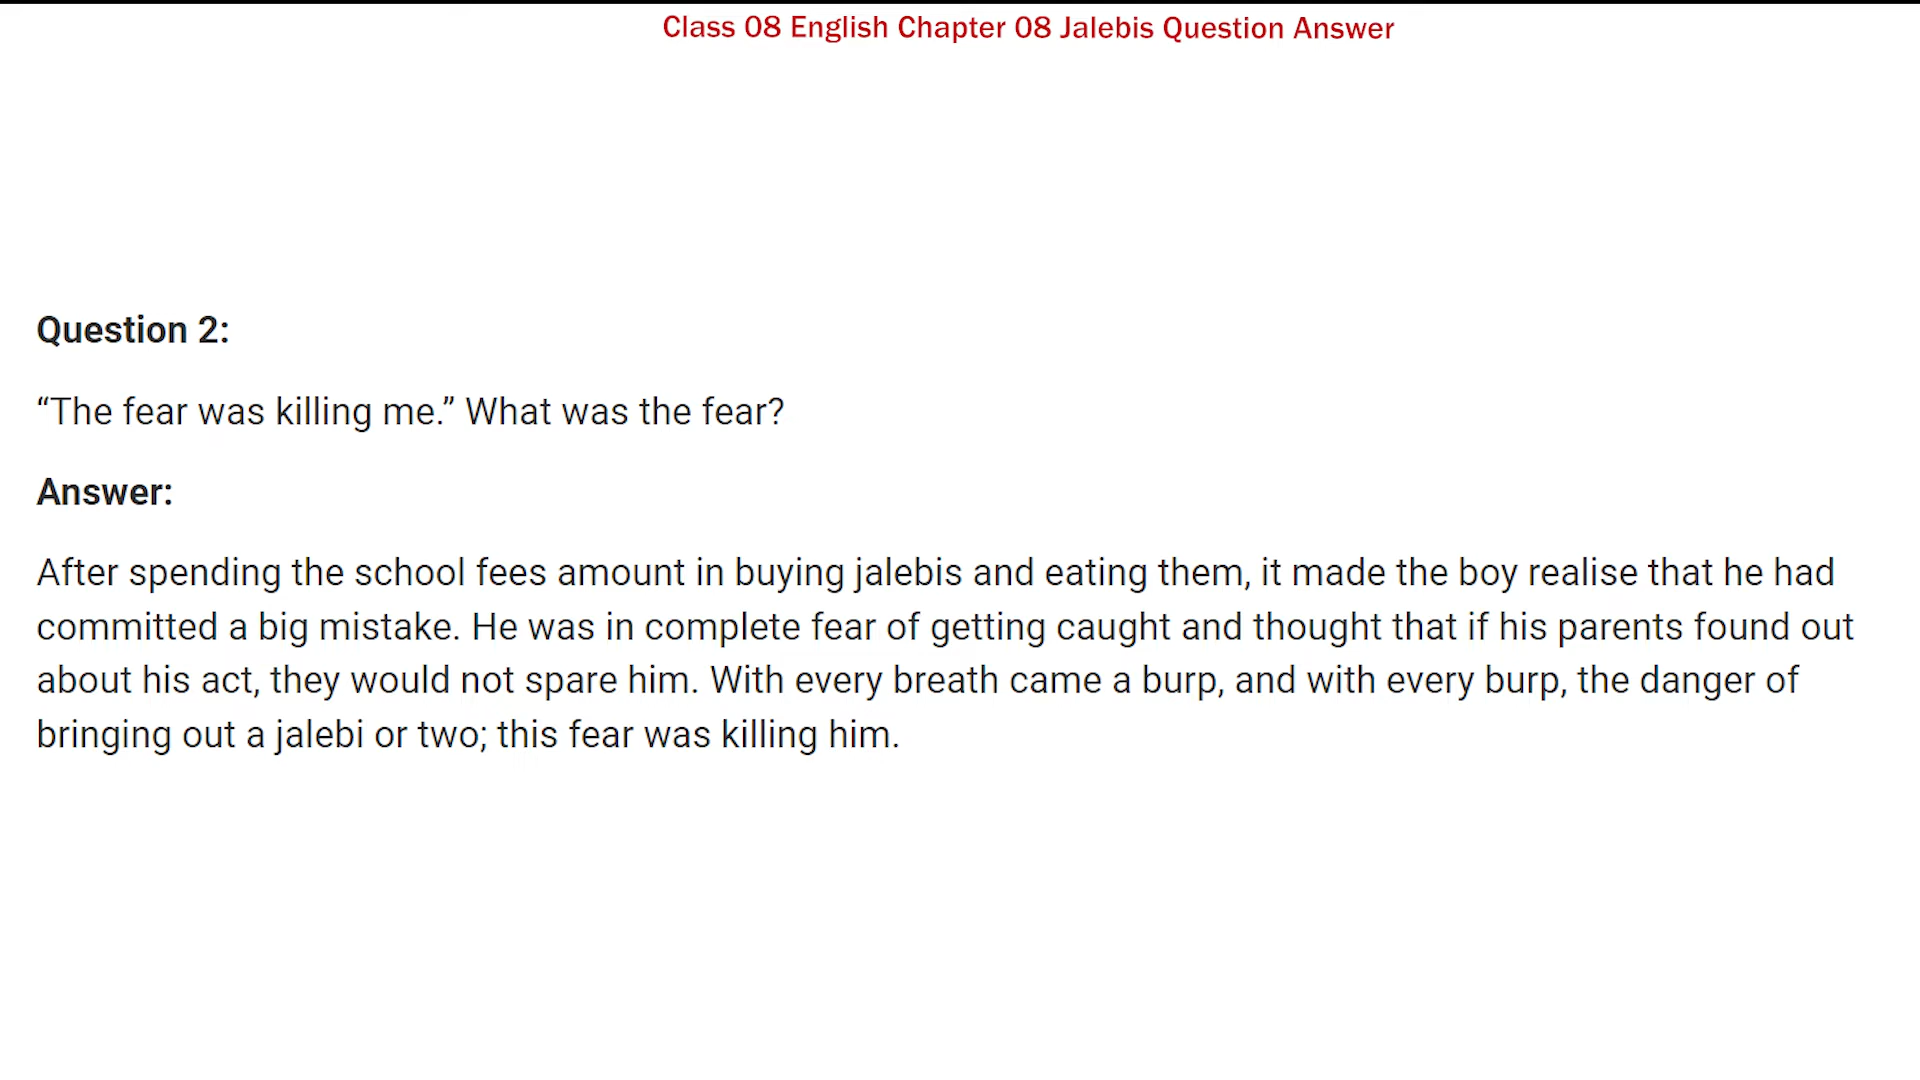 Class 08 English Chapter 08 Jalebis Question Answer
Question 2:
“The fear was killing me.” What was the fear?
Answer:
After spending the school fees amount in buying jalebis and eating them, it made the boy realise that he had
committed a big mistake. He was in complete fear of getting caught and thought that if his parents found out
about his act, they would not spare him. With every breath came a burp, and with every burp, the danger of
bringing out a jalebi or two; this fear was killing him.